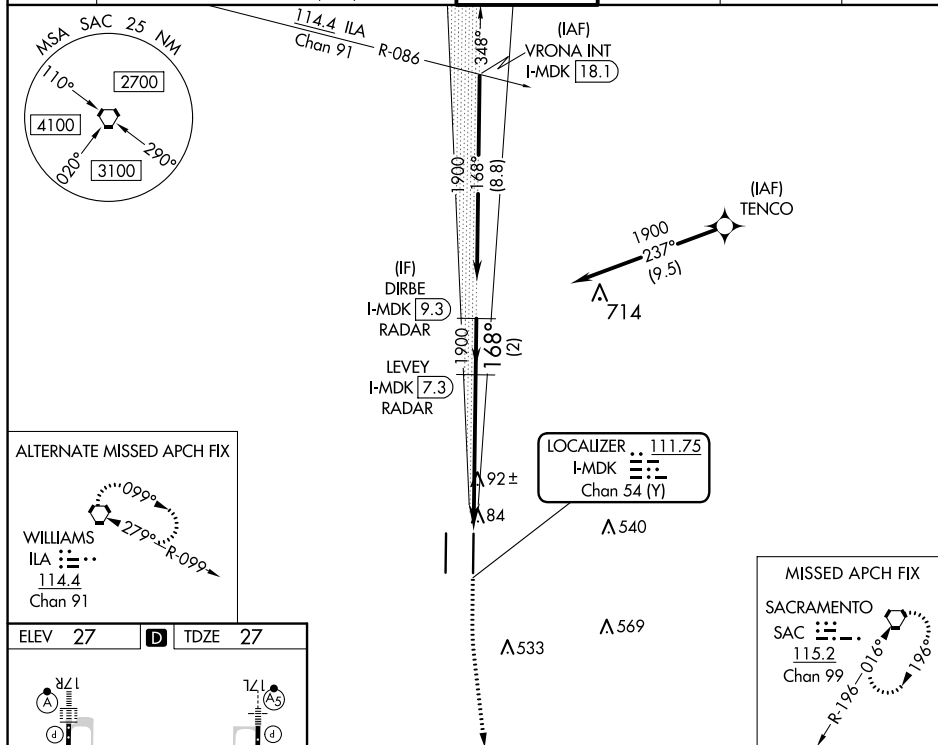 MSA SAC 25 NM
110°
2700
4100
020°
3100
290°
114.4 ILA
Chan 91
R-086
348°
(IAF)
VRONA INT
I-MDK 18.1
1900
168°
(8.8)
(IAF)
TENCO
1900
237°
(9.5)
714
(IF)
DIRBE
I-MDK 9.3
RADAR
1900
168°
(2)
LEVEY
I-MDK 7.3
RADAR
ALTERNATE MISSED APCH FIX
099°
279°
R-099
WILLIAMS
ILA
114.4
Chan 91
92 ±
84
LOCALIZER 111.75
I-MDK
Chan 54 (Y)
540
569
533
MISSED APCH FIX
SACRAMENTO
SAC
115.2
Chan 99
016°
196°
R-196
ELEV 27
D
TDZE 27
17R
A
P
17L
A5
P